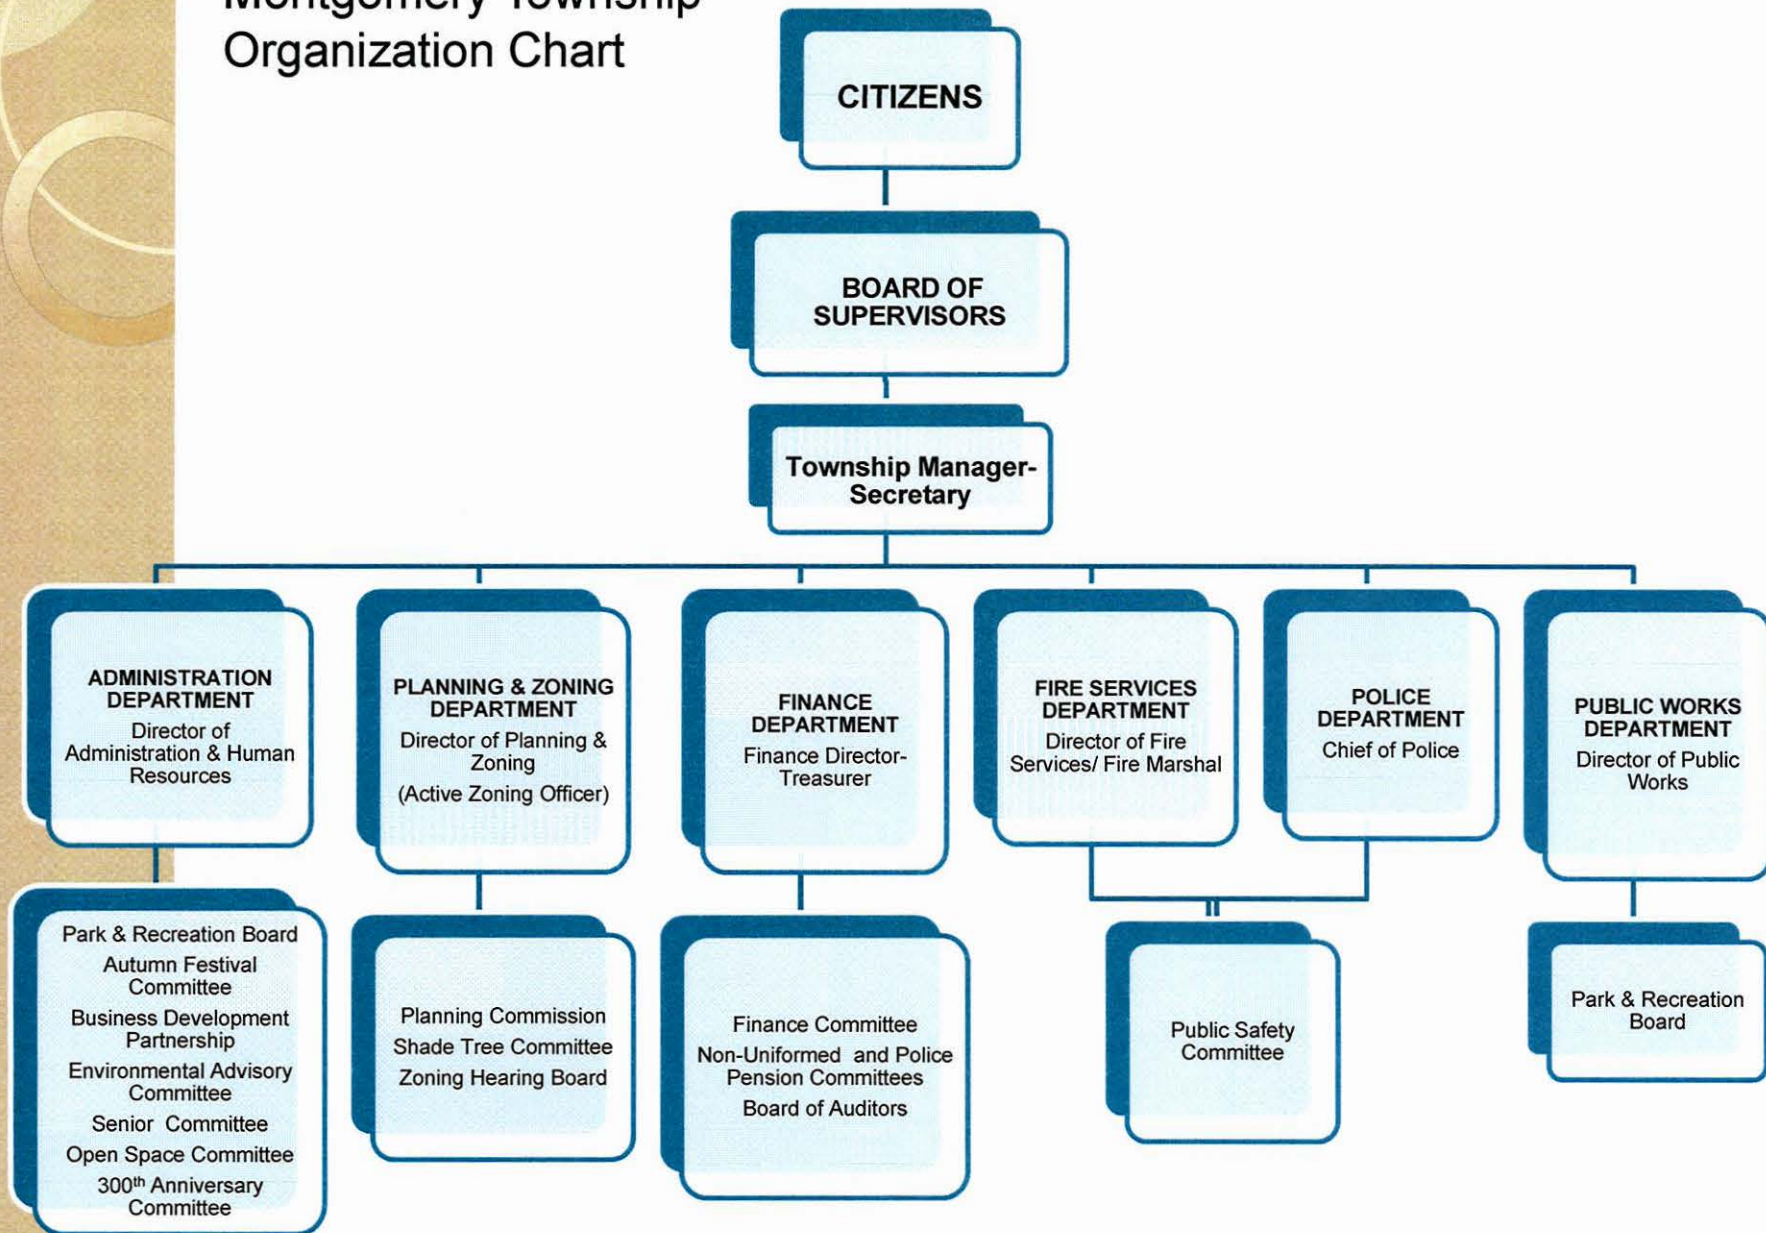 Montgomery Township
Organization Chart
CITIZENS
BOARD OF
SUPERVISORS
Township Manager-
Secretary
ADMINISTRATION
DEPARTMENT
Director of
Administration & Human
Resources
PLANNING & ZONING
DEPARTMENT
Director of Planning &
Zoning
(Active Zoning Officer)
FINANCE
DEPARTMENT
Finance Director-
Treasurer
FIRE SERVICES
DEPARTMENT
Director of Fire
Services/ Fire Marshal
POLICE
DEPARTMENT
Chief of Police
PUBLIC WORKS
DEPARTMENT
Director of Public
Works
Park & Recreation Board
Autumn Festival
Committee
Business Development
Partnership
Environmental Advisory
Committee
Senior Committee
Open Space Committee
300th Anniversary
Committee
Planning Commission
Shade Tree Committee
Zoning Hearing Board
Finance Committee
Non-Uniformed and Police
Pension Committees
Board of Auditors
Public Safety
Committee
Park & Recreation
Board